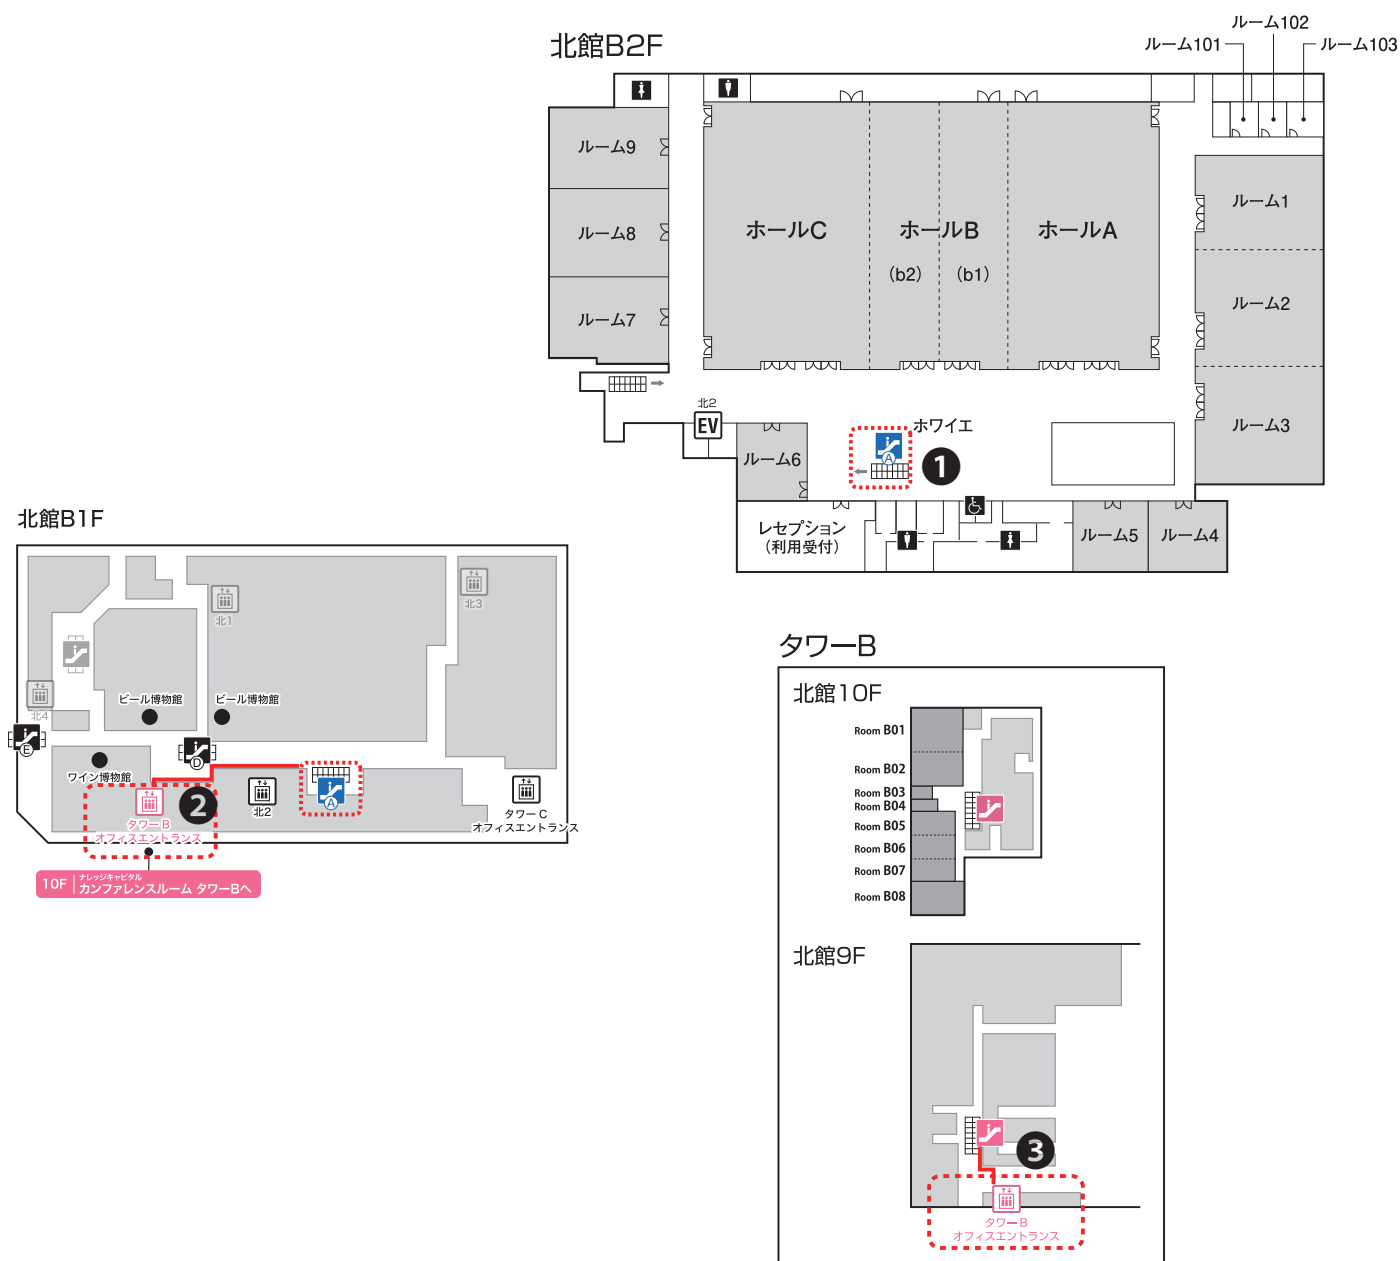 北館B2F
ルーム102
ルーム101
ルーム103
ルーム9
ルーム8
ルーム7
ホールC
ホールB
(b2)
(b1)
ホールA
ルーム1
ルーム2
ルーム3
北2
EV
ルーム6
ホワイエ
A
1
レセプション
(利用受付)
ルーム5
ルーム4
北館B1F
北1
北3
北4
ビール博物館
ビール博物館
E
D
ワイン博物館
2
北2
A
タワーB
オフィスエントランス
タワーC
オフィスエントランス
10F
ナレッジキャピタル
カンファレンスルーム タワーBへ
タワーB
北館10F
Room B01
Room B02
Room B03
Room B04
Room B05
Room B06
Room B07
Room B08
北館9F
3
タワーB
オフィスエントランス